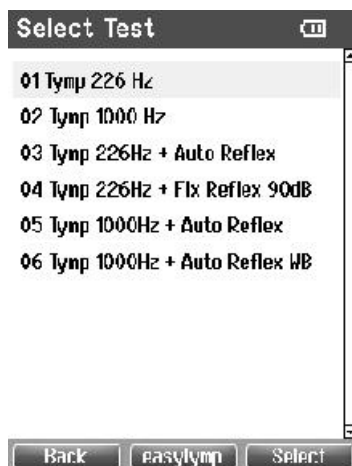 Select Test
01 Tymp 226 Hz
02 Tymp 1000 Hz
03 Tymp 226Hz + Auto Reflex
04 Tymp 226Hz + Fix Reflex 90dB
05 Tymp 1000Hz + Auto Reflex
06 Tymp 1000Hz + Auto Reflex WB
Back easytymp Select